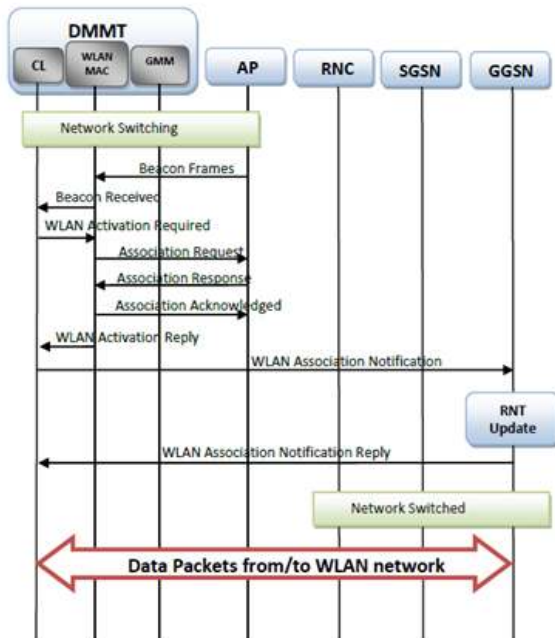 DMMT
CL
WLAN
MAC
GMM
AP
RNC
SGSN
GGSN
Network Switching
Beacon Frames
Beacon Received
WLAN Activation Required
Association Request
Association Response
Association Acknowledged
WLAN Activation Reply
WLAN Association Notification
RNT
Update
WLAN Association Notification Reply
Network Switched
Data Packets from/to WLAN network